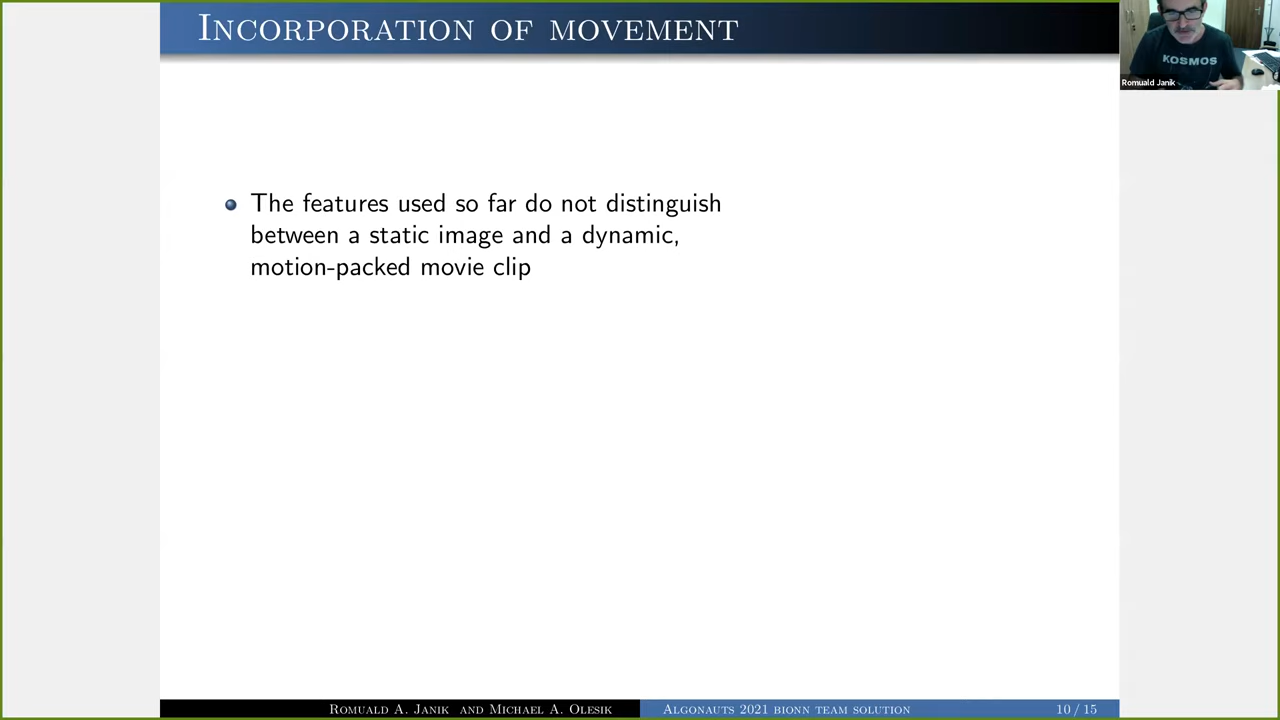 INCORPORATION OF MOVEMENT
KOSMOS
Romuald Janik
The features used so far do not distinguish
between a static image and a dynamic,
motion-packed movie clip
ROMUALD A. JANIK AND MICHAEL A. OLESIK
ALGONAUTS 2021 BIONN TEAM SOLUTION
10 / 15